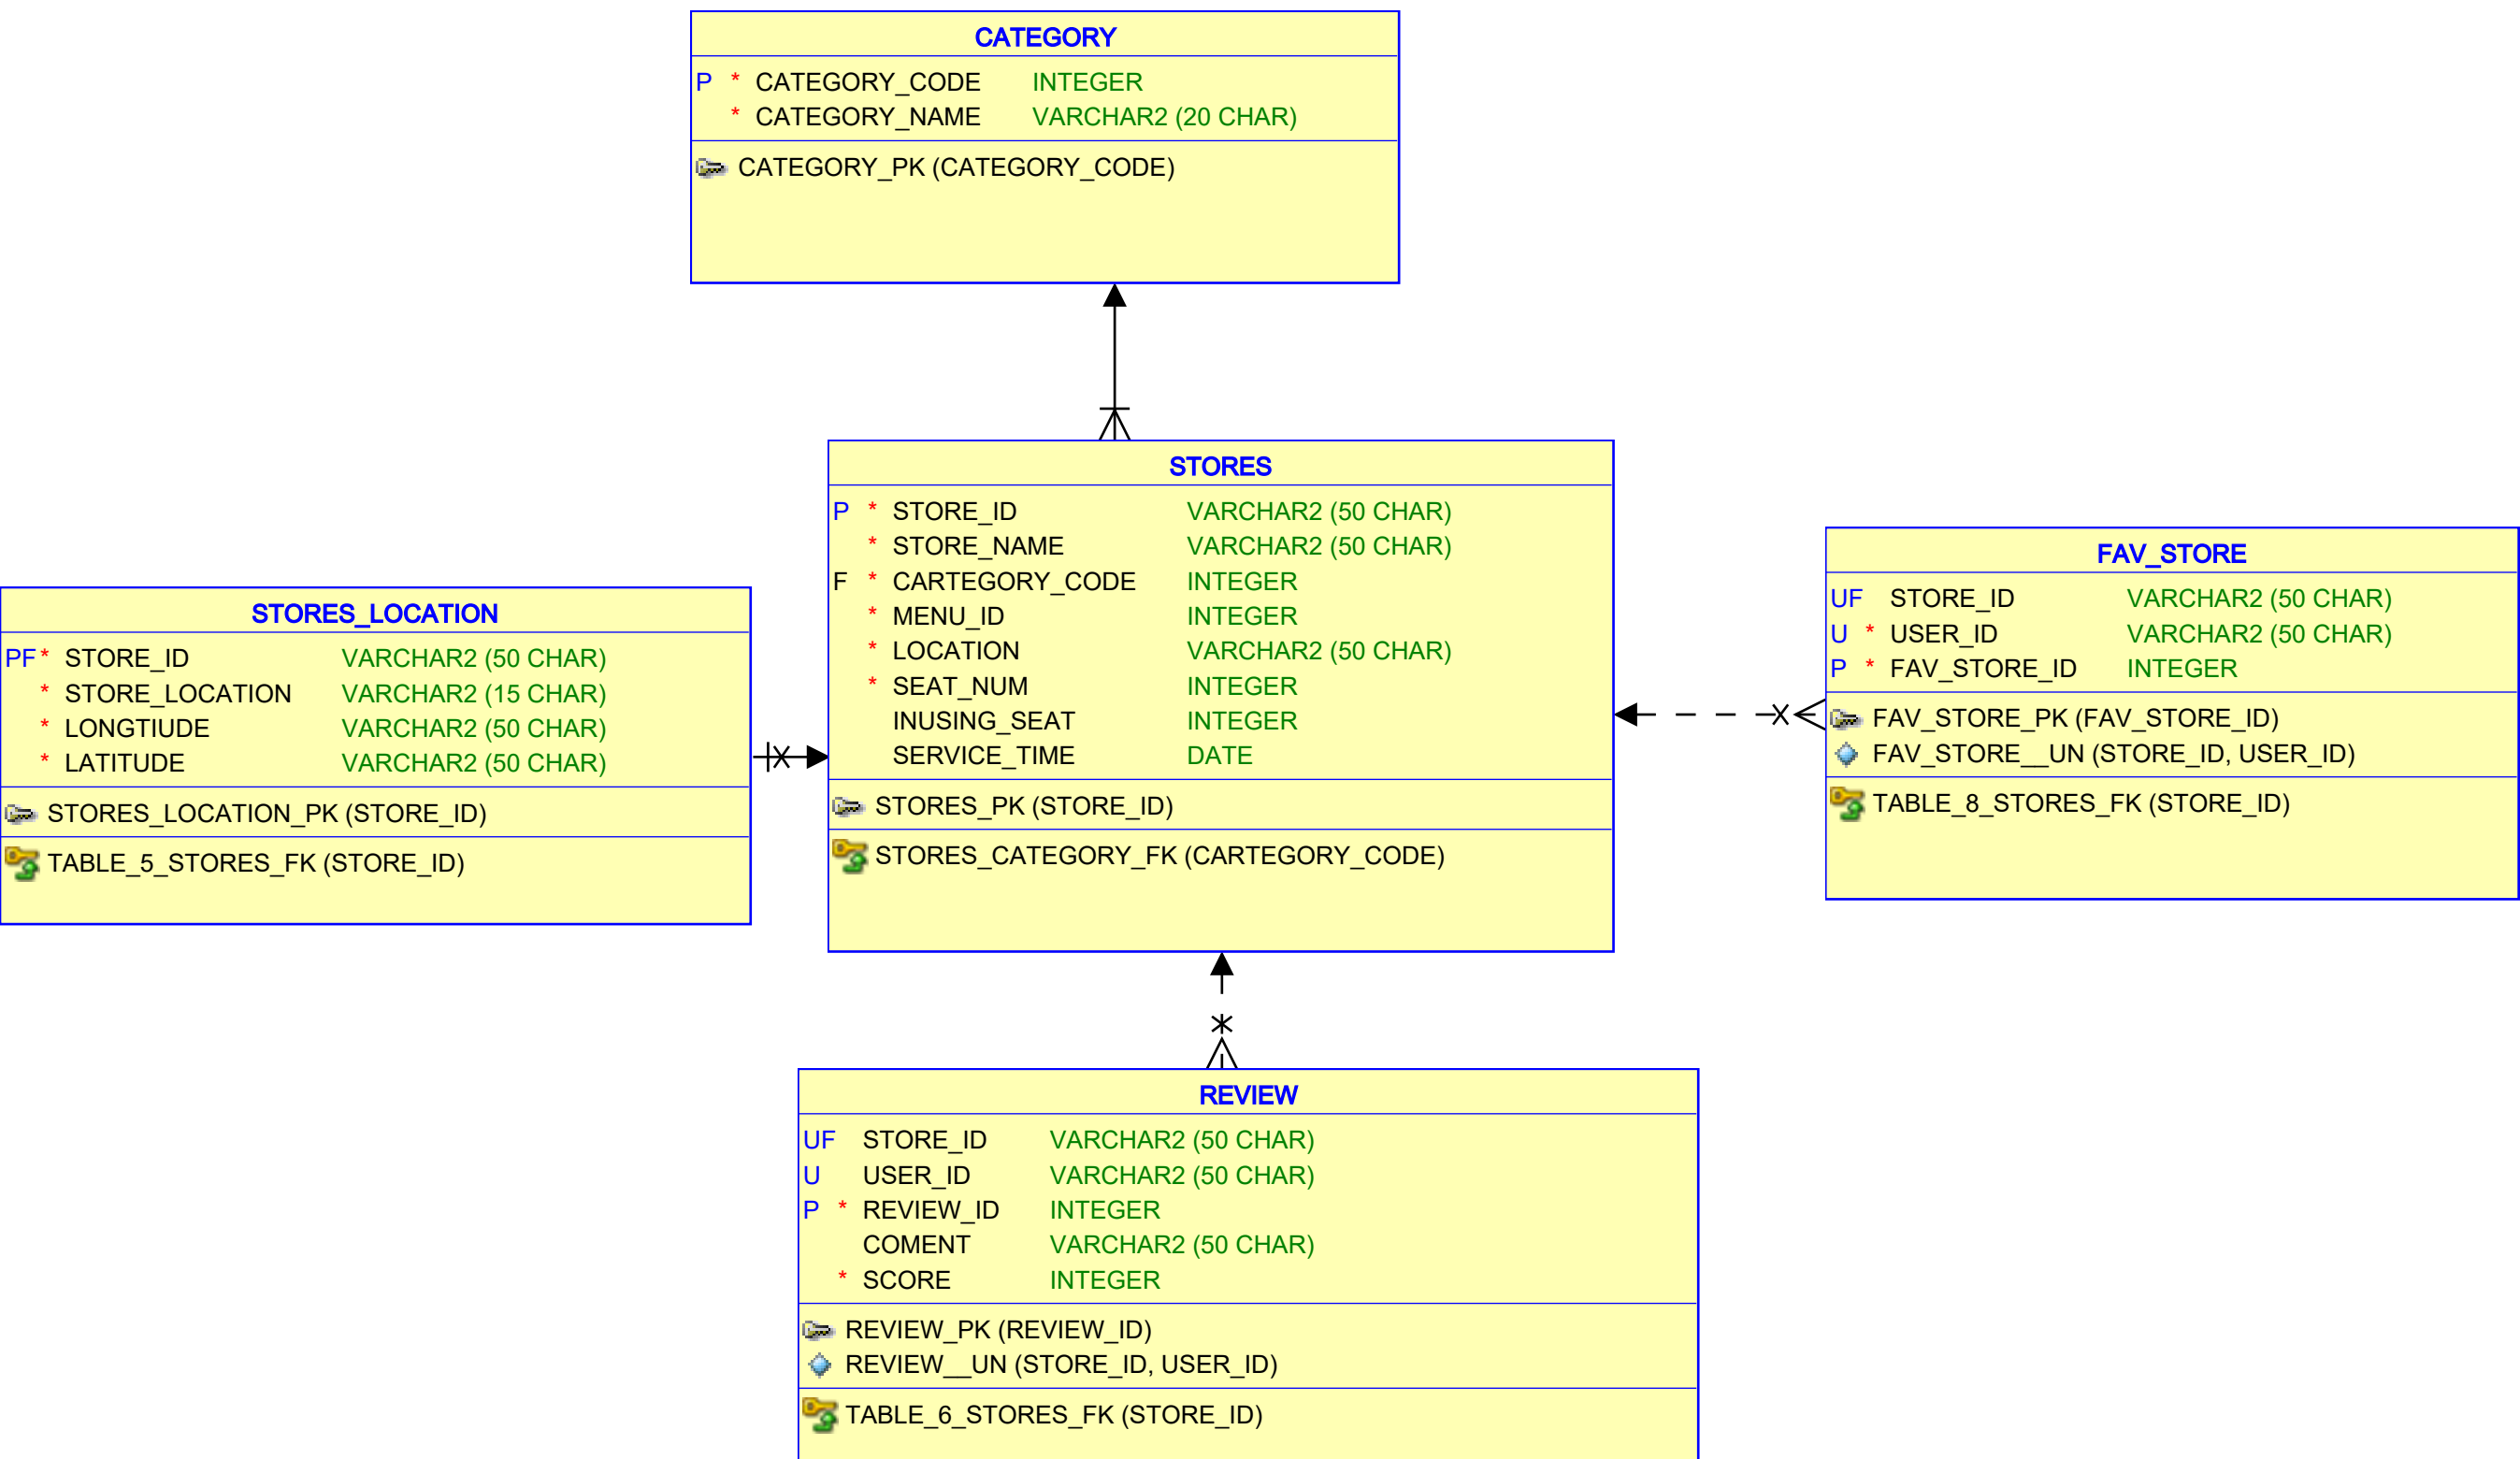 CATEGORY
P * CATEGORY_CODE INTEGER
* CATEGORY_NAME VARCHAR2 (20 CHAR)
CATEGORY_PK (CATEGORY_CODE)
STORES
P * STORE_ID VARCHAR2 (50 CHAR)
* STORE_NAME VARCHAR2 (50 CHAR)
F * CARTEGORY_CODE INTEGER
* MENU_ID INTEGER
* LOCATION VARCHAR2 (50 CHAR)
* SEAT_NUM INTEGER
INUSING_SEAT INTEGER
SERVICE_TIME DATE
STORES_PK (STORE_ID)
STORES_CATEGORY_FK (CARTEGORY_CODE)
STORES_LOCATION
PF * STORE_ID VARCHAR2 (50 CHAR)
* STORE_LOCATION VARCHAR2 (15 CHAR)
* LONGTIUDE VARCHAR2 (50 CHAR)
* LATITUDE VARCHAR2 (50 CHAR)
STORES_LOCATION_PK (STORE_ID)
TABLE_5_STORES_FK (STORE_ID)
FAV_STORE
UF STORE_ID VARCHAR2 (50 CHAR)
U * USER_ID VARCHAR2 (50 CHAR)
P * FAV_STORE_ID INTEGER
FAV_STORE_PK (FAV_STORE_ID)
FAV_STORE__UN (STORE_ID, USER_ID)
TABLE_8_STORES_FK (STORE_ID)
REVIEW
UF STORE_ID VARCHAR2 (50 CHAR)
U USER_ID VARCHAR2 (50 CHAR)
P * REVIEW_ID INTEGER
COMENT VARCHAR2 (50 CHAR)
* SCORE INTEGER
REVIEW_PK (REVIEW_ID)
REVIEW__UN (STORE_ID, USER_ID)
TABLE_6_STORES_FK (STORE_ID)